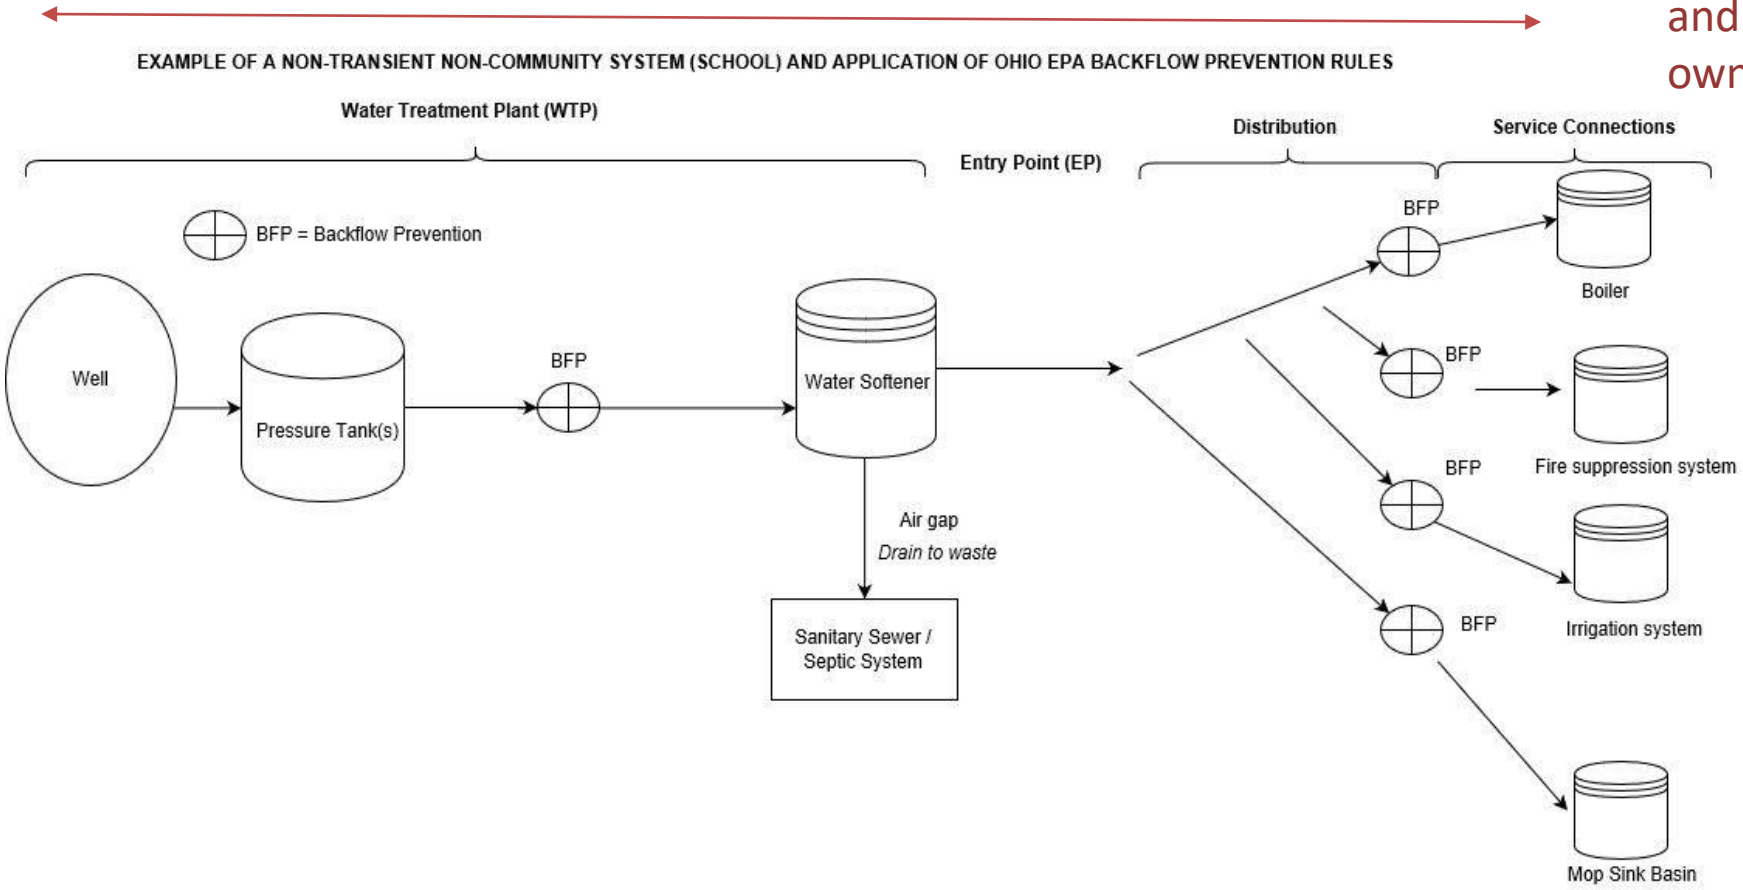 and
own
EXAMPLE OF A NON-TRANSIENT NON-COMMUNITY SYSTEM (SCHOOL) AND APPLICATION OF OHIO EPA BACKFLOW PREVENTION RULES
Water Treatment Plant (WTP)
Distribution
Service Connections
Entry Point (EP)
BFP = Backflow Prevention
BFP
Boiler
Well
Pressure Tank(s)
BFP
Water Softener
BFP
Fire suppression system
BFP
Air gap
Drain to waste
Irrigation system
BFP
Sanitary Sewer /
Septic System
Mop Sink Basin